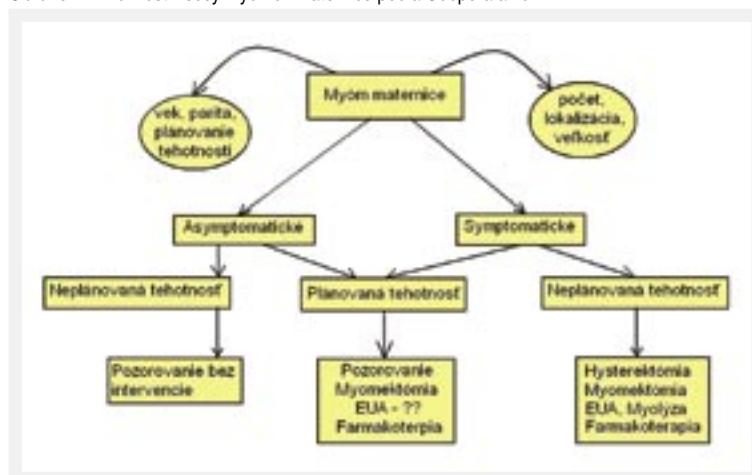 Myóm maternice
vek, parita,
plánovanie
tehotnosti
počet,
lokalizácia,
veľkosť
Asymptomatické
Symptomatické
Neplánovaná tehotnosť
Plánovaná tehotnosť
Neplánovaná tehotnosť
Pozorovanie bez
intervencie
Pozorovanie
Myomektómia
EUA - ??
Farmakoterpia
Hysterektómia
Myomektómia
EUA, Myolýza
Farmakoterapia